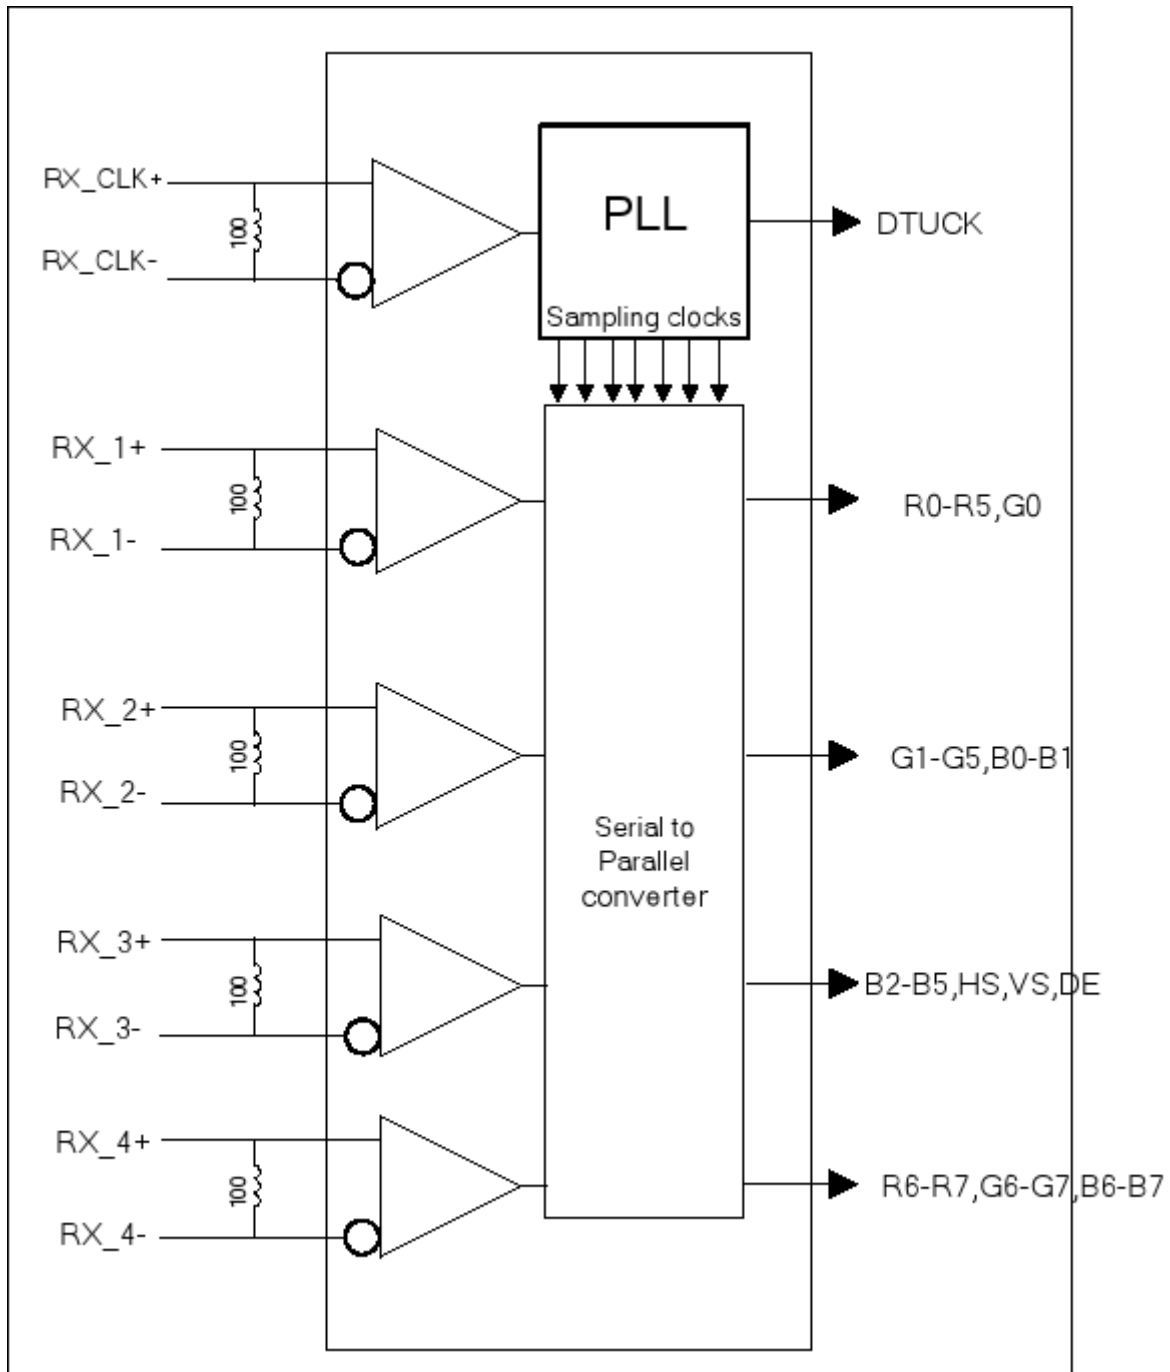 RX_CLK+
100
RX_CLK-
PLL
Sampling clocks
DTUCK
RX_1+
100
RX_1-
R0-R5,G0
RX_2+
100
RX_2-
G1-G5,B0-B1
Serial to
Parallel
converter
RX_3+
100
RX_3-
B2-B5,HS,VS,DE
RX_4+
100
RX_4-
R6-R7,G6-G7,B6-B7